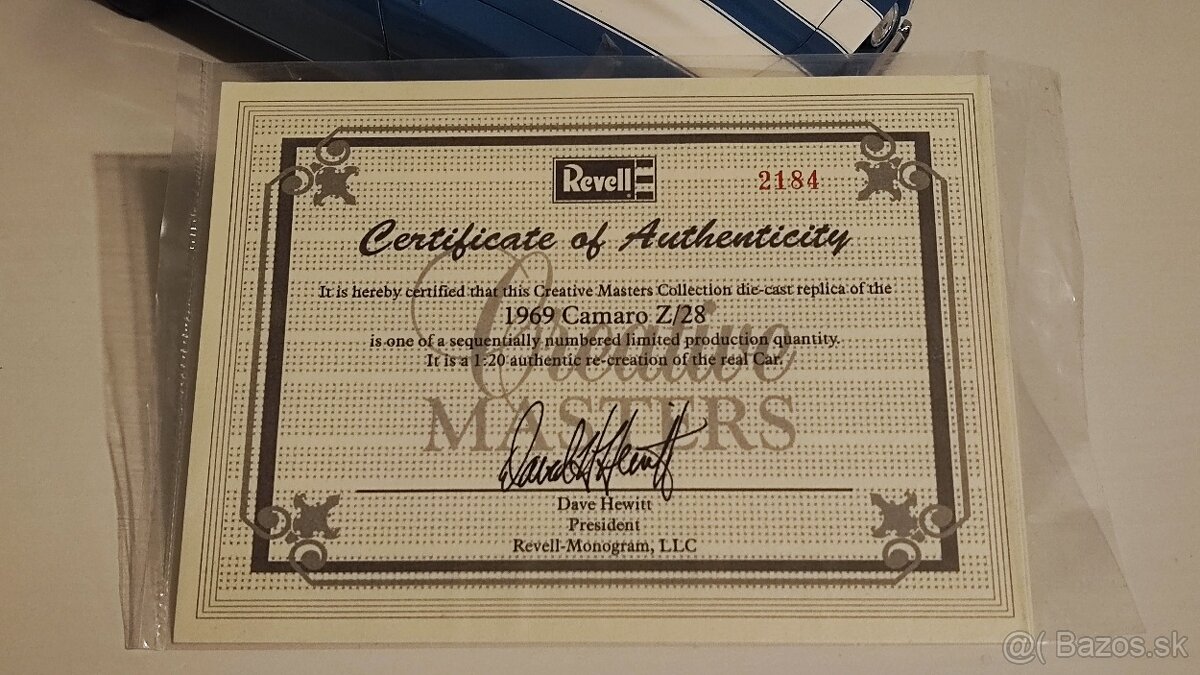 Revell
2184
Certificate of Authenticity
It is hereby certified that this Creative Masters Collection die-cast replica of the
1969 Camaro Z/28
is one of a sequentially numbered limited production quantity.
It is a 1:20 authentic re-creation of the real Car.
Creative
MASTERS
David H Hewitt
Dave Hewitt
President
Revell-Monogram, LLC
@( Bazos.sk